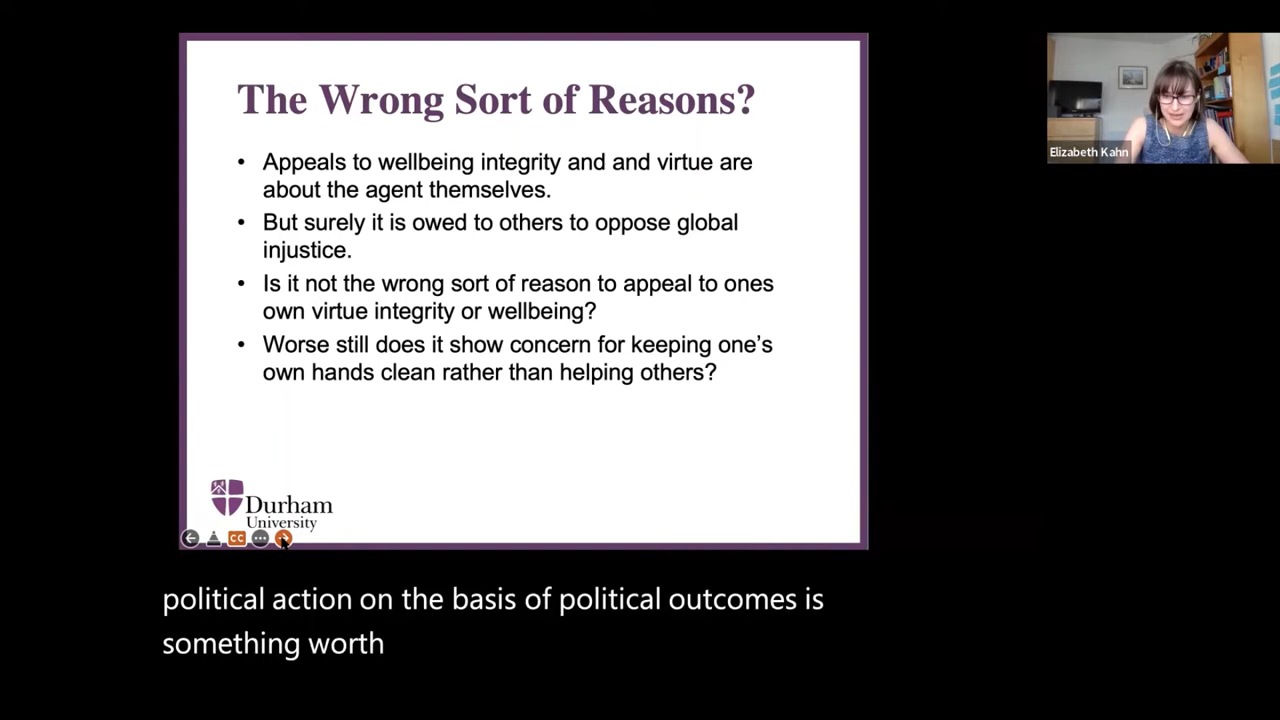 The Wrong Sort of Reasons?
• Appeals to wellbeing integrity and and virtue are
about the agent themselves.
• But surely it is owed to others to oppose global
injustice.
• Is it not the wrong sort of reason to appeal to ones
own virtue integrity or wellbeing?
• Worse still does it show concern for keeping one’s
own hands clean rather than helping others?
Durham
University
CC
Elizabeth Kahn
political action on the basis of political outcomes is
something worth